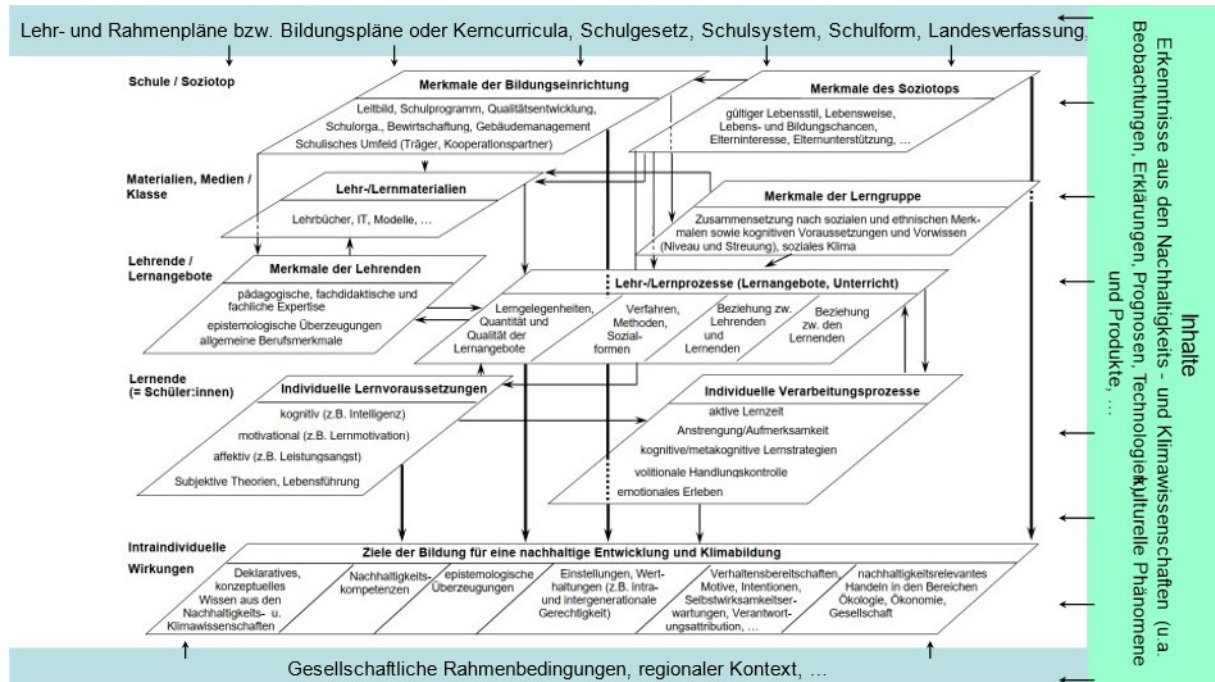 Lehr- und Rahmenpläne bzw. Bildungspläne oder Kerncurricula, Schulgesetz, Schulsystem, Schulform, Landesverfassung,
Schule / Soziotop
Merkmale der Bildungseinrichtung
Leitbild, Schulprogramm, Qualitätsentwicklung,
Schulorga., Bewirtschaftung, Gebäudemanagement
Schulisches Umfeld (Träger, Kooperationspartner)
Merkmale des Soziotops
gültiger Lebensstil, Lebensweise,
Lebens- und Bildungschancen,
Elterninteresse, Elternunterstützung, ...
Materialien, Medien /
Klasse
Lehr-/Lernmaterialien
Lehrbücher, IT, Modelle, ...
Merkmale der Lerngruppe
Zusammensetzung nach sozialen und ethnischen Merk-
malen sowie kognitiven Voraussetzungen und Vorwissen
(Niveau und Streuung), soziales Klima
Lehrende /
Lernangebote
Merkmale der Lehrenden
pädagogische, fachdidaktische und
fachliche Expertise
epistemologische Überzeugungen
allgemeine Berufsmerkmale
Lehr-/Lernprozesse (Lernangebote, Unterricht)
Lerngelegenheiten,
Quantität und
Qualität der
Lernangebote
Verfahren,
Methoden,
Sozial-
formen
Beziehung zw.
Lehrenden
und
Lernenden
Beziehung
zw. den
Lernenden
Lernende
(= Schüler:innen)
Individuelle Lernvoraussetzungen
kognitiv (z.B. Intelligenz)
motivational (z.B. Lernmotivation)
affektiv (z.B. Leistungsangst)
Subjektive Theorien, Lebensführung
Individuelle Verarbeitungsprozesse
aktive Lernzeit
Anstrengung/Aufmerksamkeit
kognitive/metakognitive Lernstrategien
volitionale Handlungskontrolle
emotionales Erleben
Intraindividuelle
Wirkungen
Ziele der Bildung für eine nachhaltige Entwicklung und Klimabildung
Deklaratives,
konzeptuelles
Wissen aus den
Nachhaltigkeits- u.
Klimawissenschaften
Nachhaltigkeits-
kompetenzen
epistemologische
Überzeugungen
Einstellungen, Wert-
haltungen (z.B. intra-
und intergenerationale
Gerechtigkeit)
Verhaltensbereitschaften,
Motive, Intentionen,
Selbstwirksamkeitser-
wartungen, Verantwort-
ungsattribution, ...
nachhaltigkeitsrelevantes
Handeln in den Bereichen
Ökologie, Ökonomie,
Gesellschaft
Gesellschaftliche Rahmenbedingungen, regionaler Kontext, ...
Inhalte
Erkenntnisse aus den Nachhaltigkeits - und Klimawissenschaften (u.a.
Beobachtungen, Erklärungen, Prognosen, Technologien), kulturelle Phänomene
und Produkte, ...